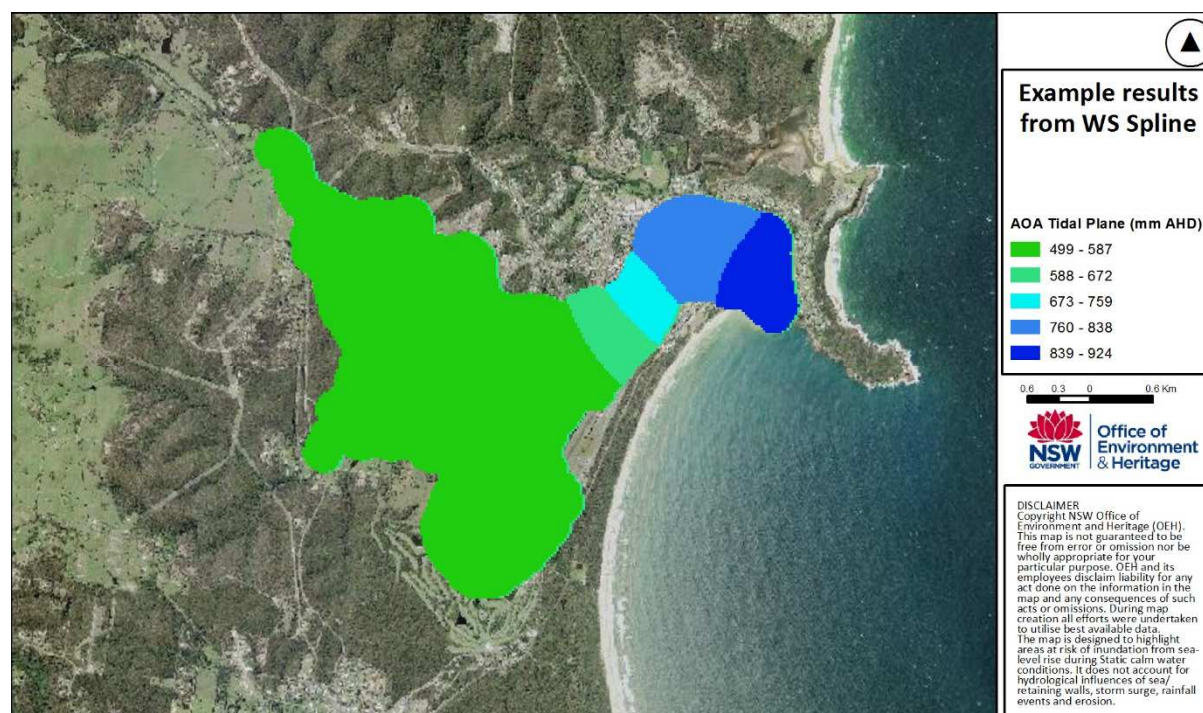 Example results
from WS Spline
AOA Tidal Plane (mm AHD)
499 - 587
588 - 672
673 - 759
760 - 838
839 - 924
0.6 0.3 0 0.6 Km
NSW
GOVERNMENT
Office of
Environment
& Heritage
DISCLAIMER
Copyright NSW Office of
Environment and Heritage (OEH).
This map is not guaranteed to be
free from error or omission nor be
wholly appropriate for your
particular purpose. OEH and its
employees disclaim liability for any
act done on the information in the
map and any consequences of such
acts or omissions. During map
creation all efforts were undertaken
to utilise best available data.
The map is designed to highlight
areas at risk of inundation from sea-
level rise during Static calm water
conditions. It does not account for
hydrological influences of sea/
retaining walls, storm surge, rainfall
events and erosion.